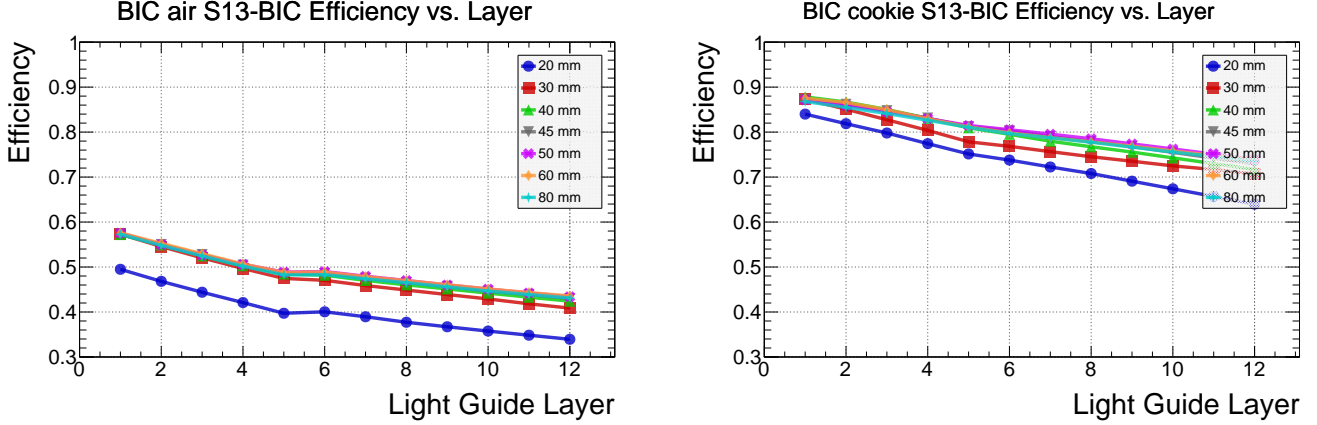 BIC air S13-BIC Efficiency vs. Layer
Efficiency
1
0.9
0.8
0.7
0.6
0.5
0.4
0.3
0 2 4 6 8 10 12
Light Guide Layer
20 mm
30 mm
40 mm
45 mm
50 mm
60 mm
80 mm
BIC cookie S13-BIC Efficiency vs. Layer
Efficiency
1
0.9
0.8
0.7
0.6
0.5
0.4
0.3
0 2 4 6 8 10 12
Light Guide Layer
20 mm
30 mm
40 mm
45 mm
50 mm
60 mm
80 mm